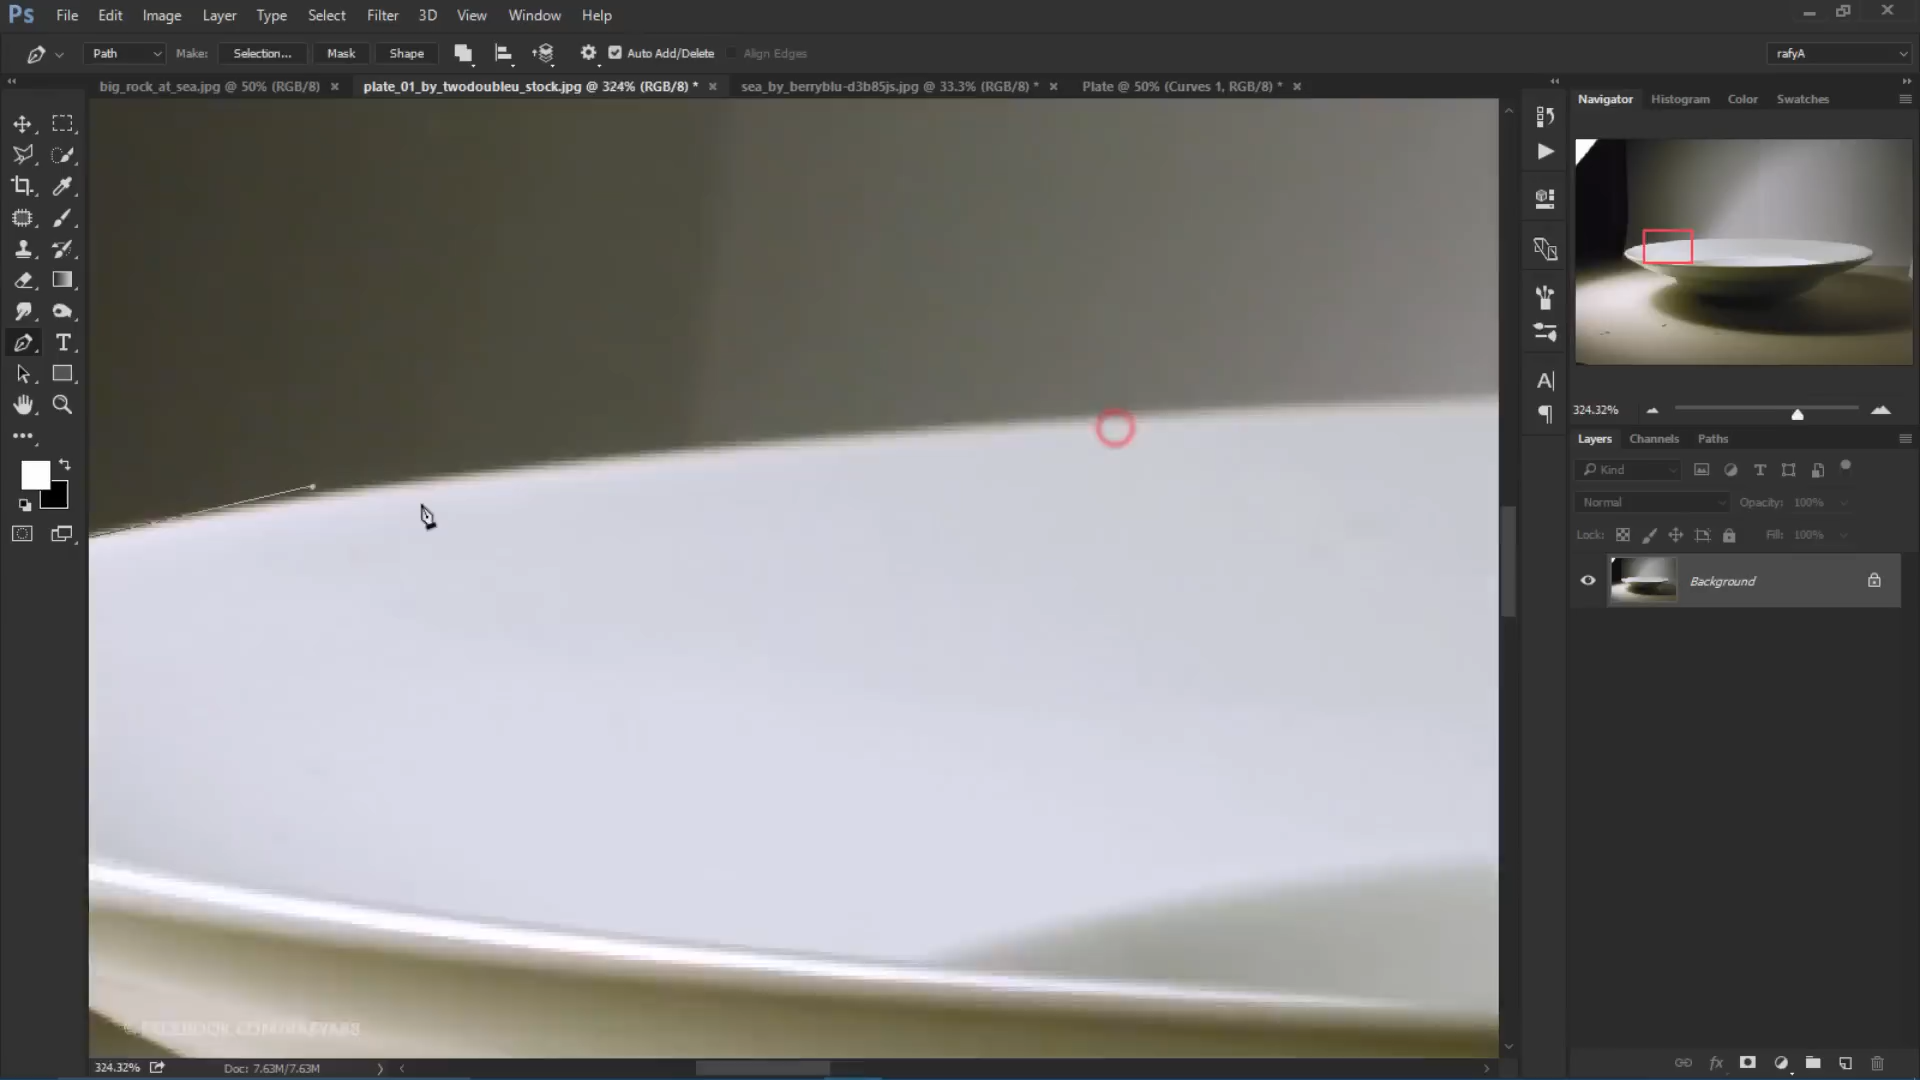 Ps File Edit Image Layer Type Select Filter 3D View Window Help
Path Make: Selection... Mask Shape Auto Add/Delete Align Edges rafyA
big_rock_at_sea.jpg @ 50% (RGB/8) × plate_01_by_twodoubleu_stock.jpg @ 324% (RGB/8) * × sea_by_berryblu-d3b85js.jpg @ 33.3% (RGB/8) * × Plate @ 50% (Curves 1, RGB/8) * ×
Navigator Histogram Color Swatches
324.32%
Layers Channels Paths
Kind
Normal Opacity: 100%
Lock: Fill: 100%
Background
© FACEBOOK.COM/RAFYA88
324.32% Doc: 7.63M/7.63M